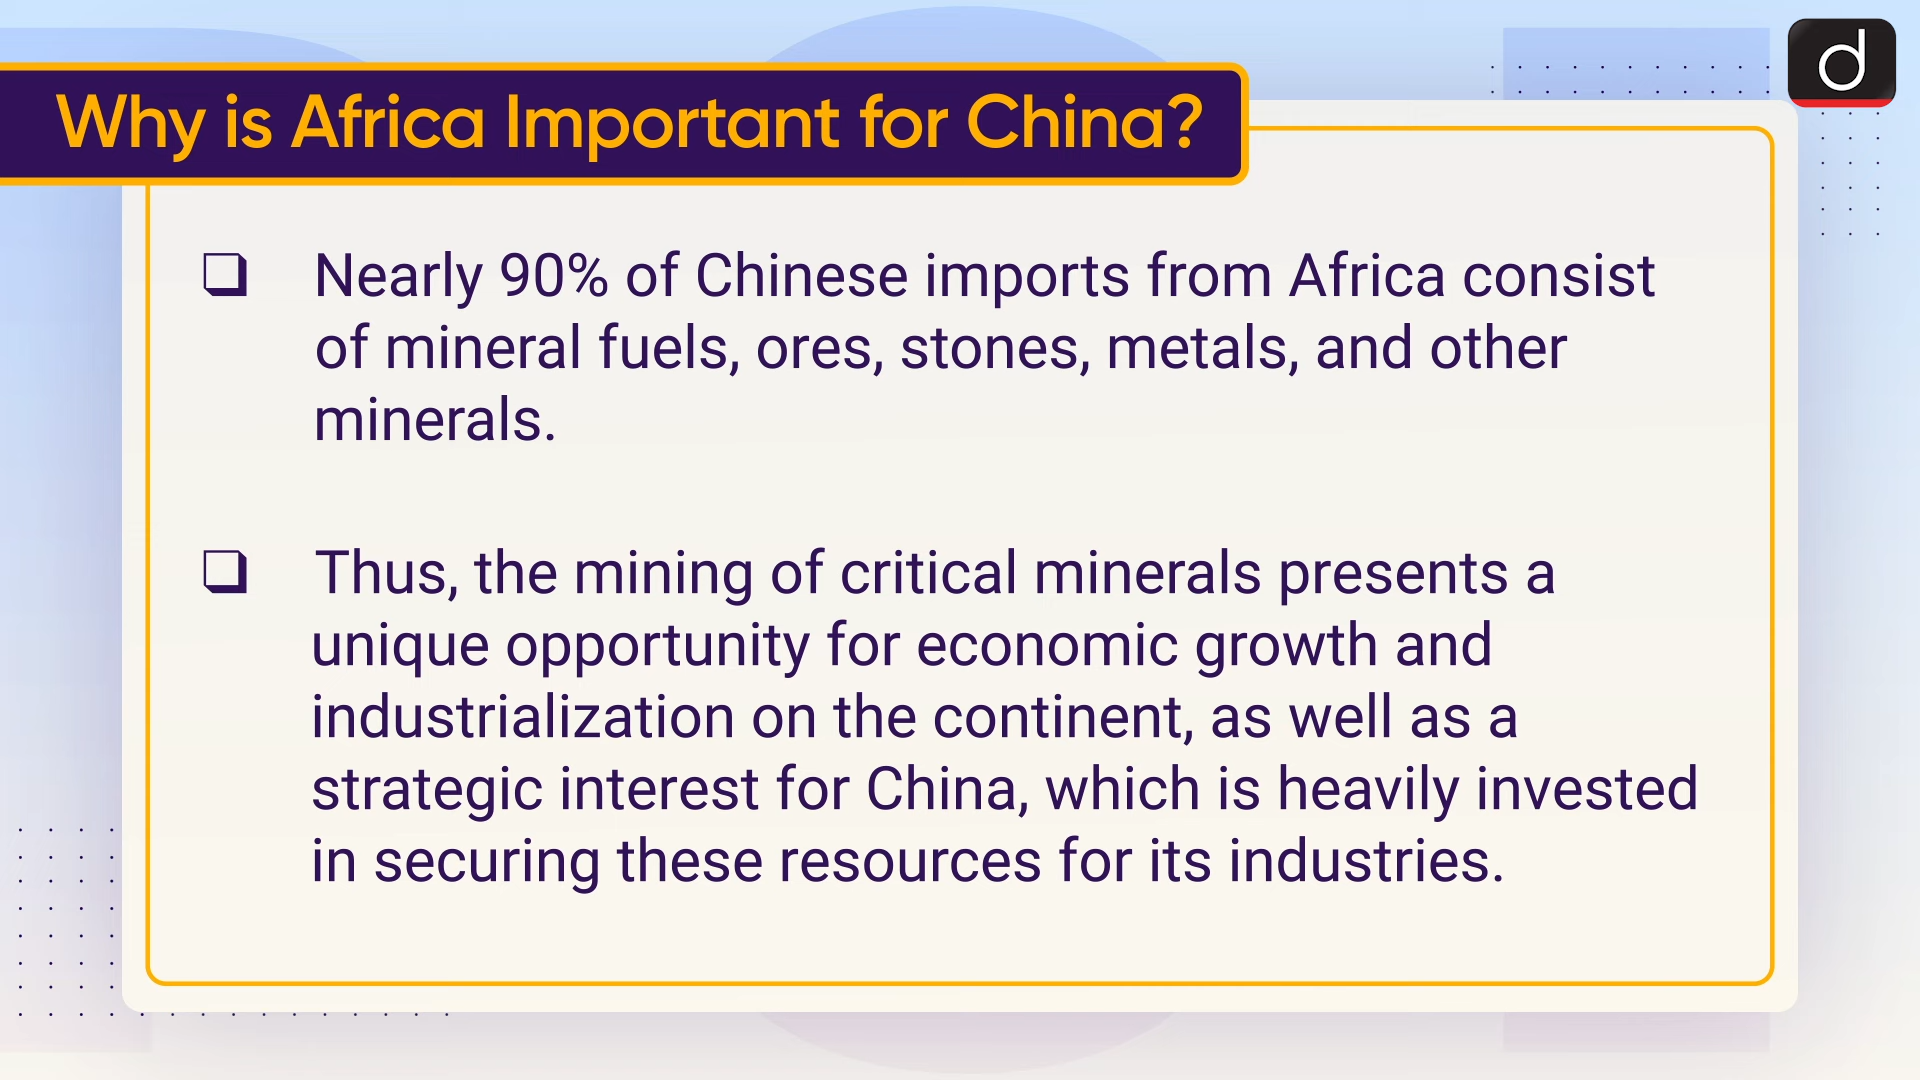 Why is Africa Important for China?
d
❑ Nearly 90% of Chinese imports from Africa consist
of mineral fuels, ores, stones, metals, and other
minerals.
❑ Thus, the mining of critical minerals presents a
unique opportunity for economic growth and
industrialization on the continent, as well as a
strategic interest for China, which is heavily invested
in securing these resources for its industries.